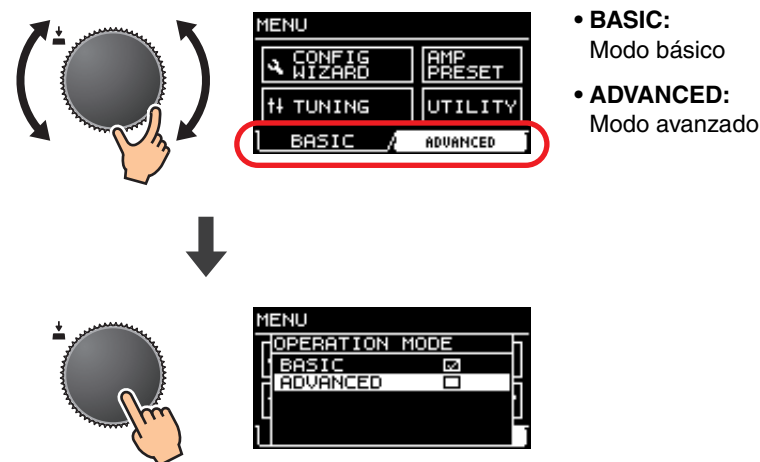 MENU
CONFIG WIZARD
AMP PRESET
TUNING
UTILITY
BASIC
ADVANCED
• BASIC:
Modo básico
• ADVANCED:
Modo avanzado
MENU
OPERATION MODE
BASIC
ADVANCED